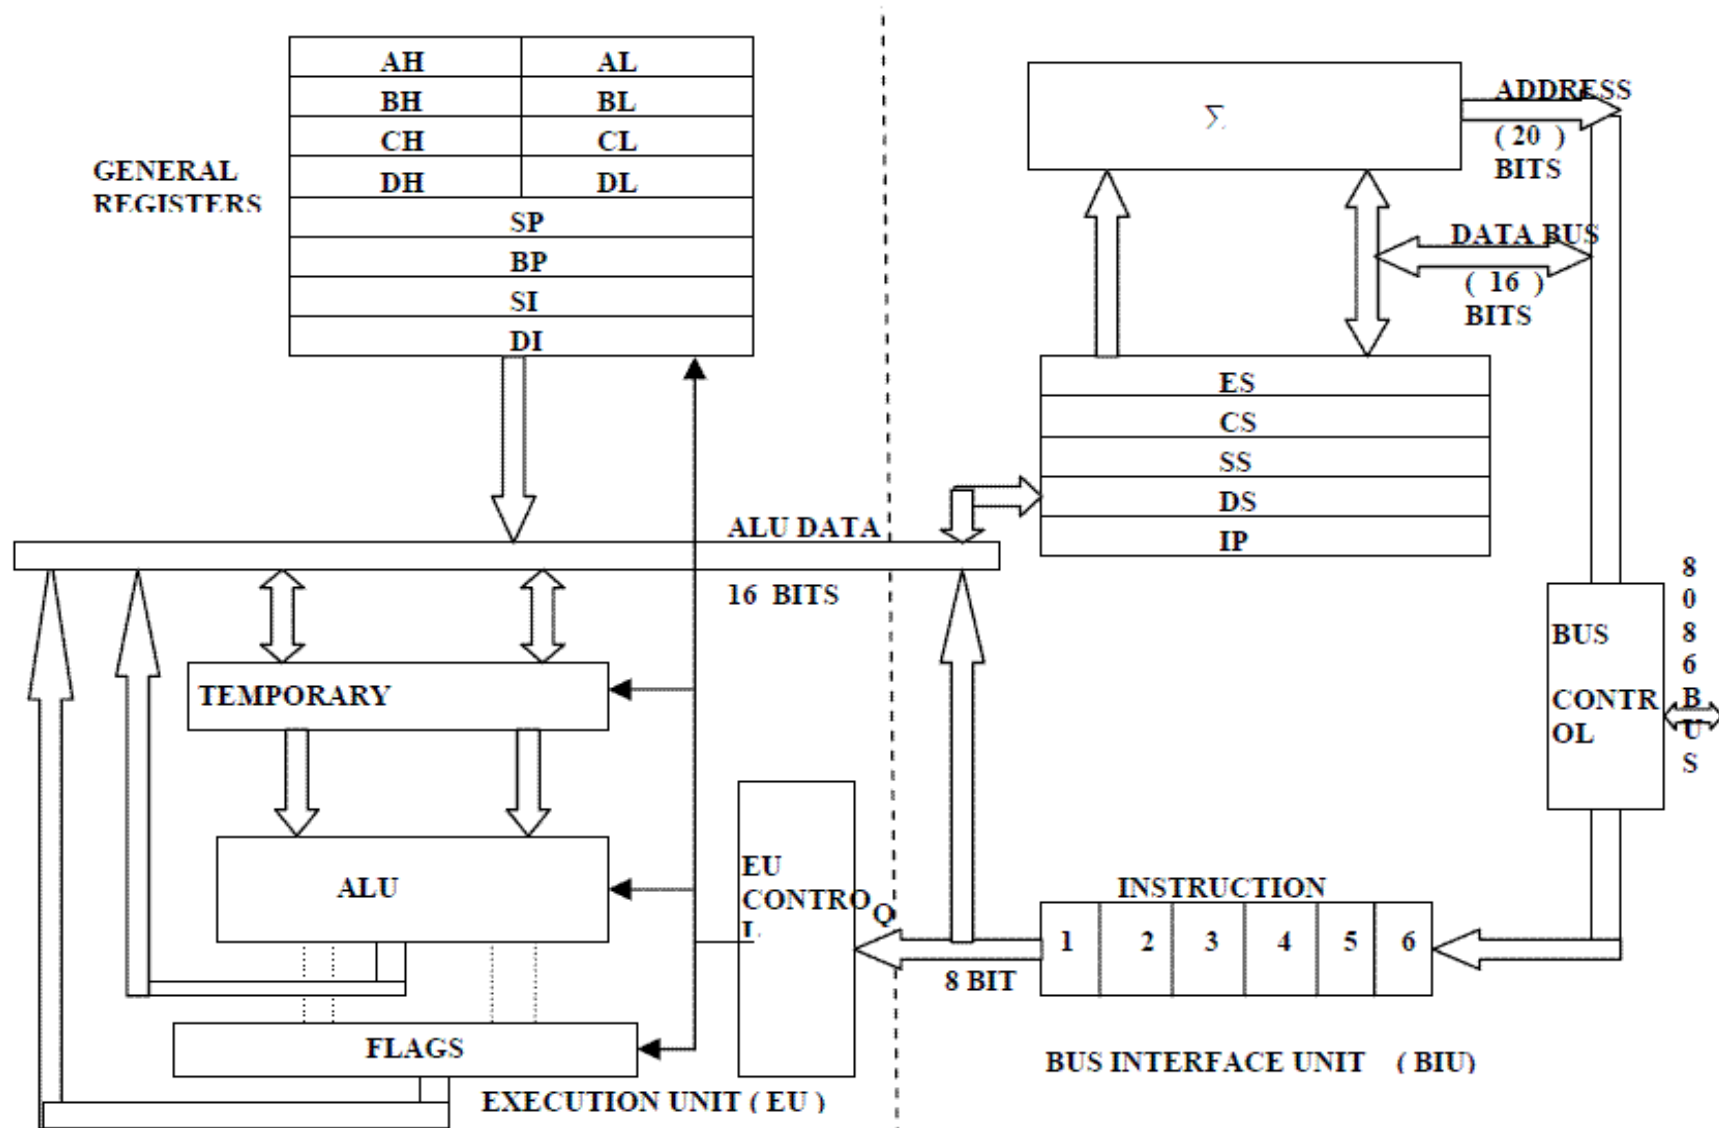 AH AL
BH BL
CH CL
DH DL
SP
BP
SI
DI
GENERAL
REGISTERS
Σ
ADDRESS
( 20 )
BITS
DATA BUS
( 16 )
BITS
ES
CS
SS
DS
IP
ALU DATA
16 BITS
TEMPORARY
ALU
FLAGS
EU
CONTRO
L
Q
8 BIT
INSTRUCTION
1 2 3 4 5 6
BUS
CONTR
OL
8
0
8
6
B
U
S
EXECUTION UNIT ( EU )
BUS INTERFACE UNIT ( BIU)